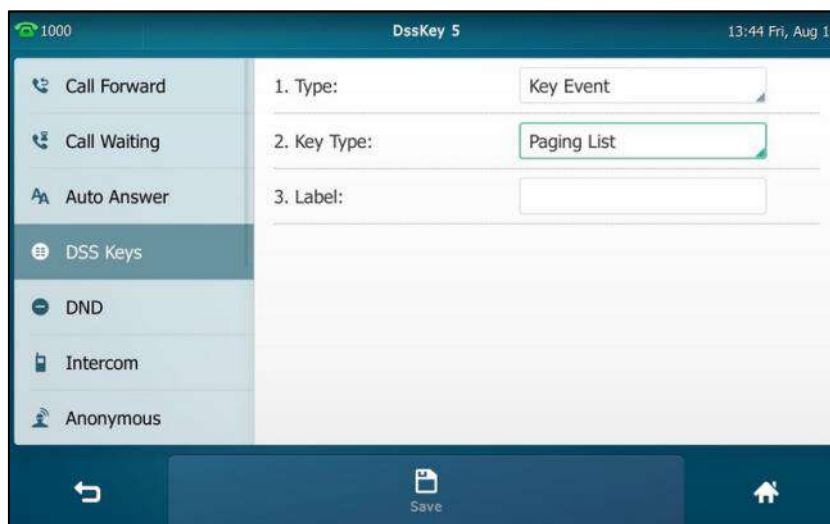 1000 DssKey 5 13:44 Fri, Aug 1
Call Forward
1. Type: Key Event
Call Waiting
2. Key Type: Paging List
Auto Answer
3. Label:
DSS Keys
DND
Intercom
Anonymous
Save